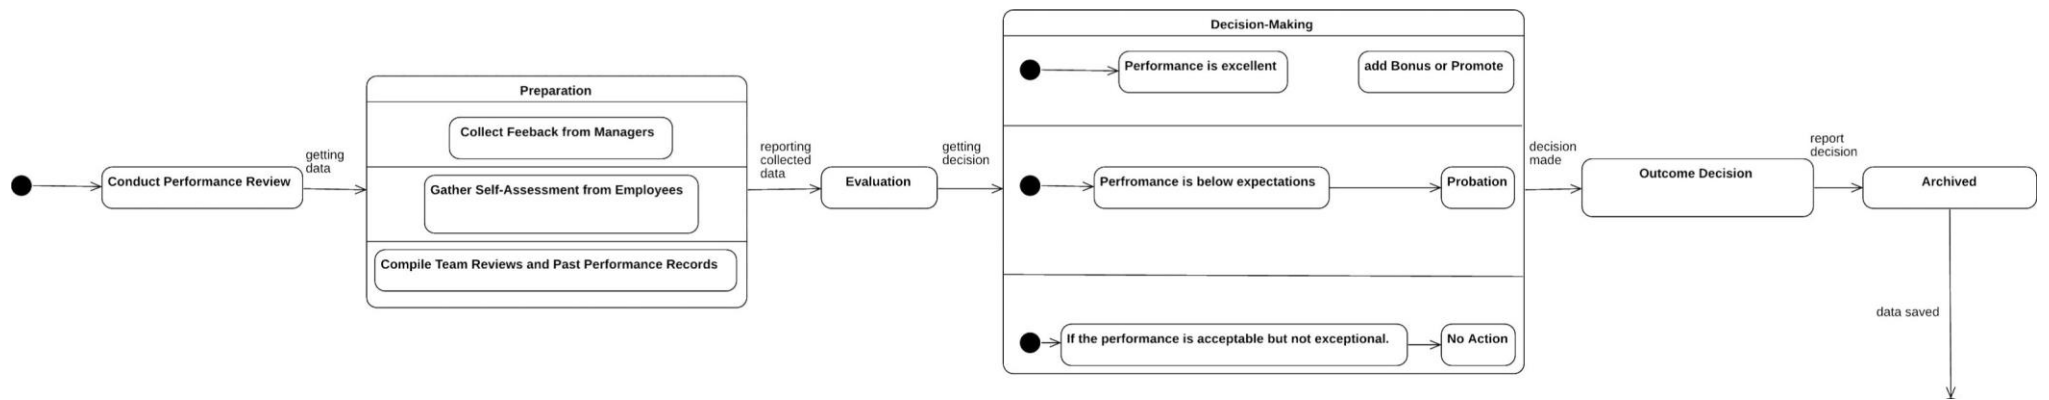 Conduct Performance Review
getting
data
Preparation
Collect Feeback from Managers
Gather Self-Assessment from Employees
Compile Team Reviews and Past Performance Records
reporting
collected
data
Evaluation
getting
decision
Decision-Making
Performance is excellent
add Bonus or Promote
Perfromance is below expectations
Probation
If the performance is acceptable but not exceptional.
No Action
decision
made
Outcome Decision
report
decision
Archived
data saved